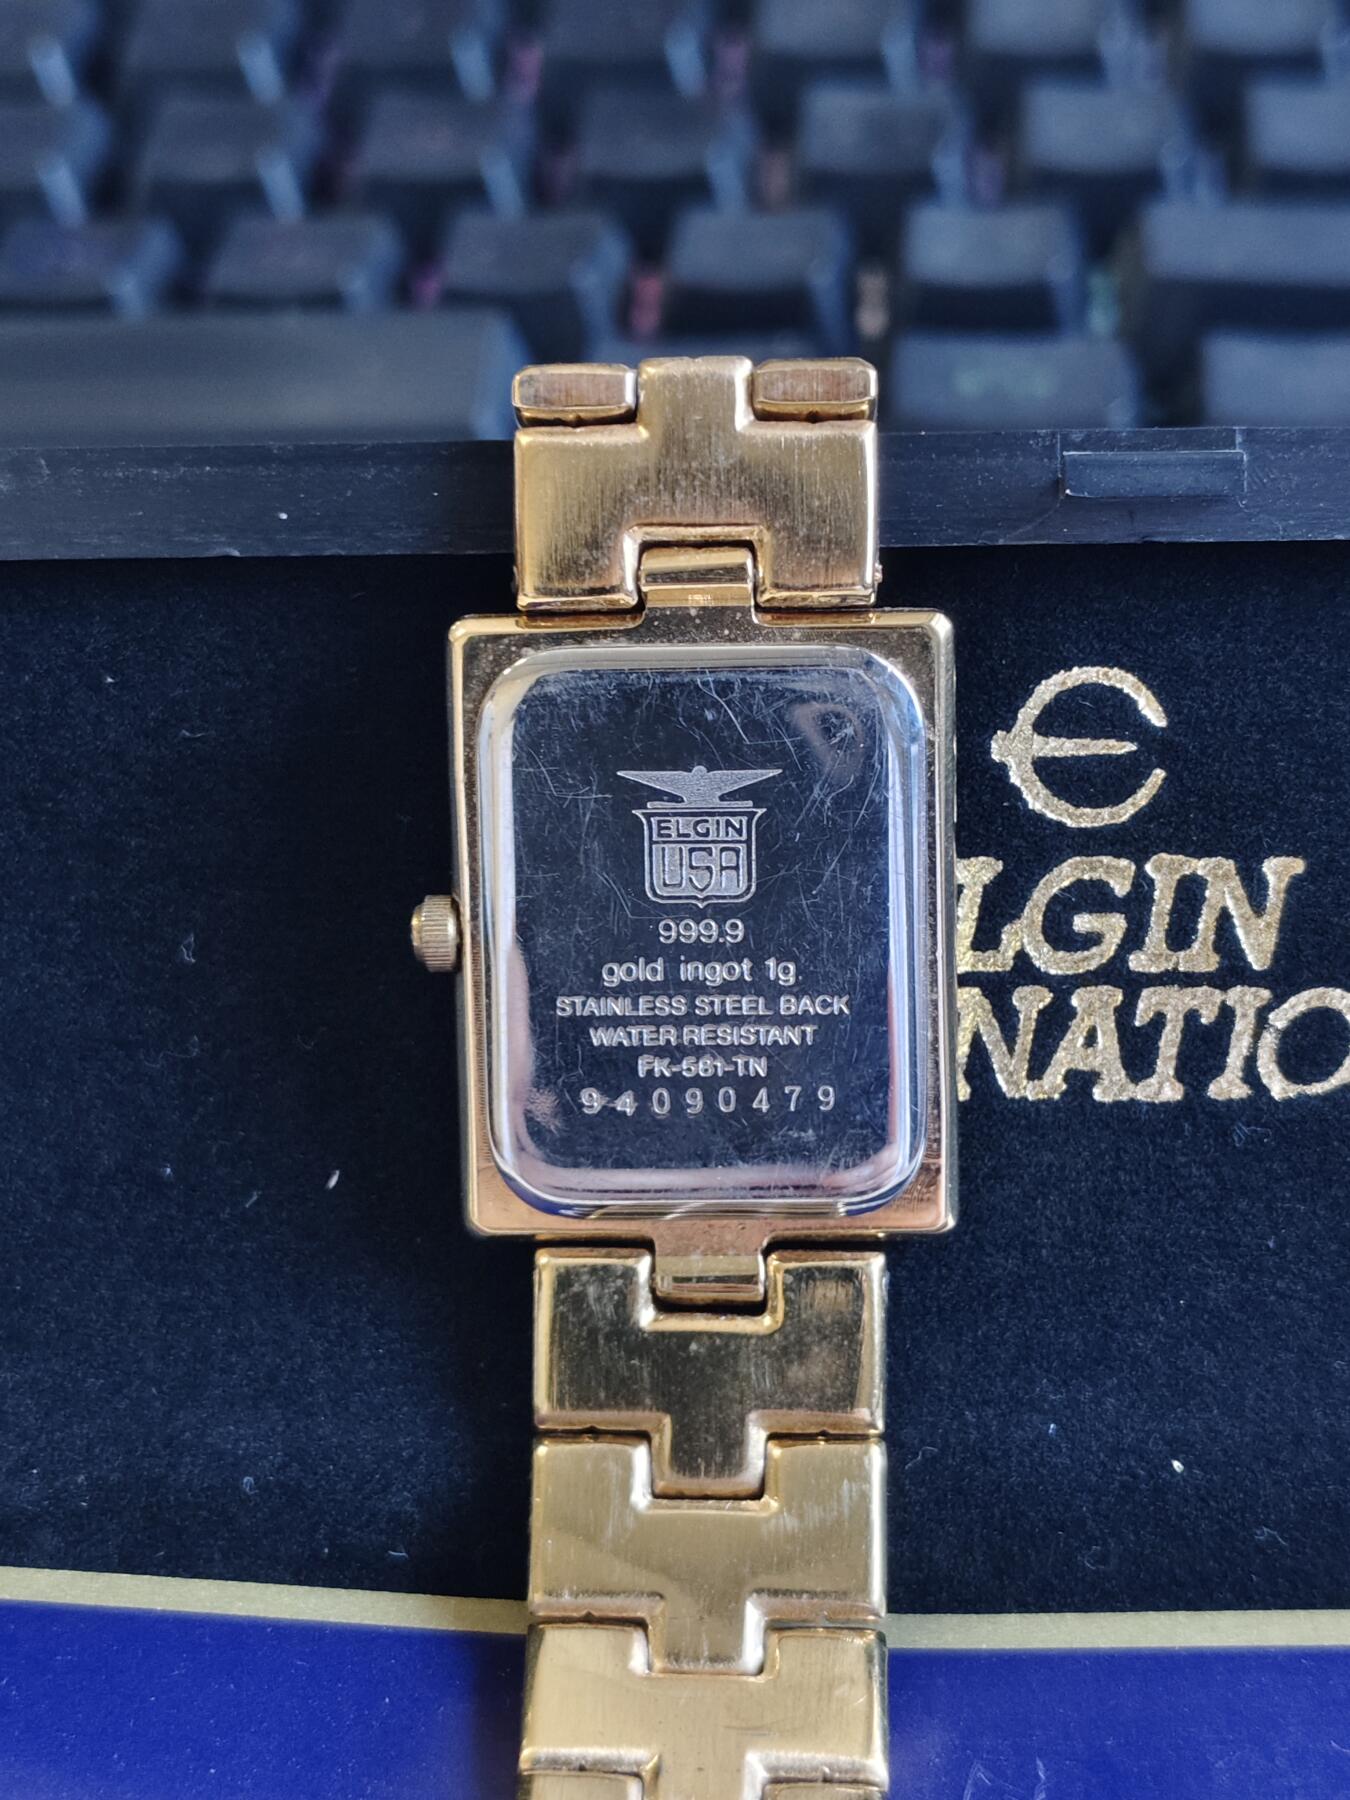 ELGIN
USA
999.9
gold ingot 1g.
STAINLESS STEEL BACK
WATER RESISTANT
FK-561-TN
94090479
LGIN
NATIO